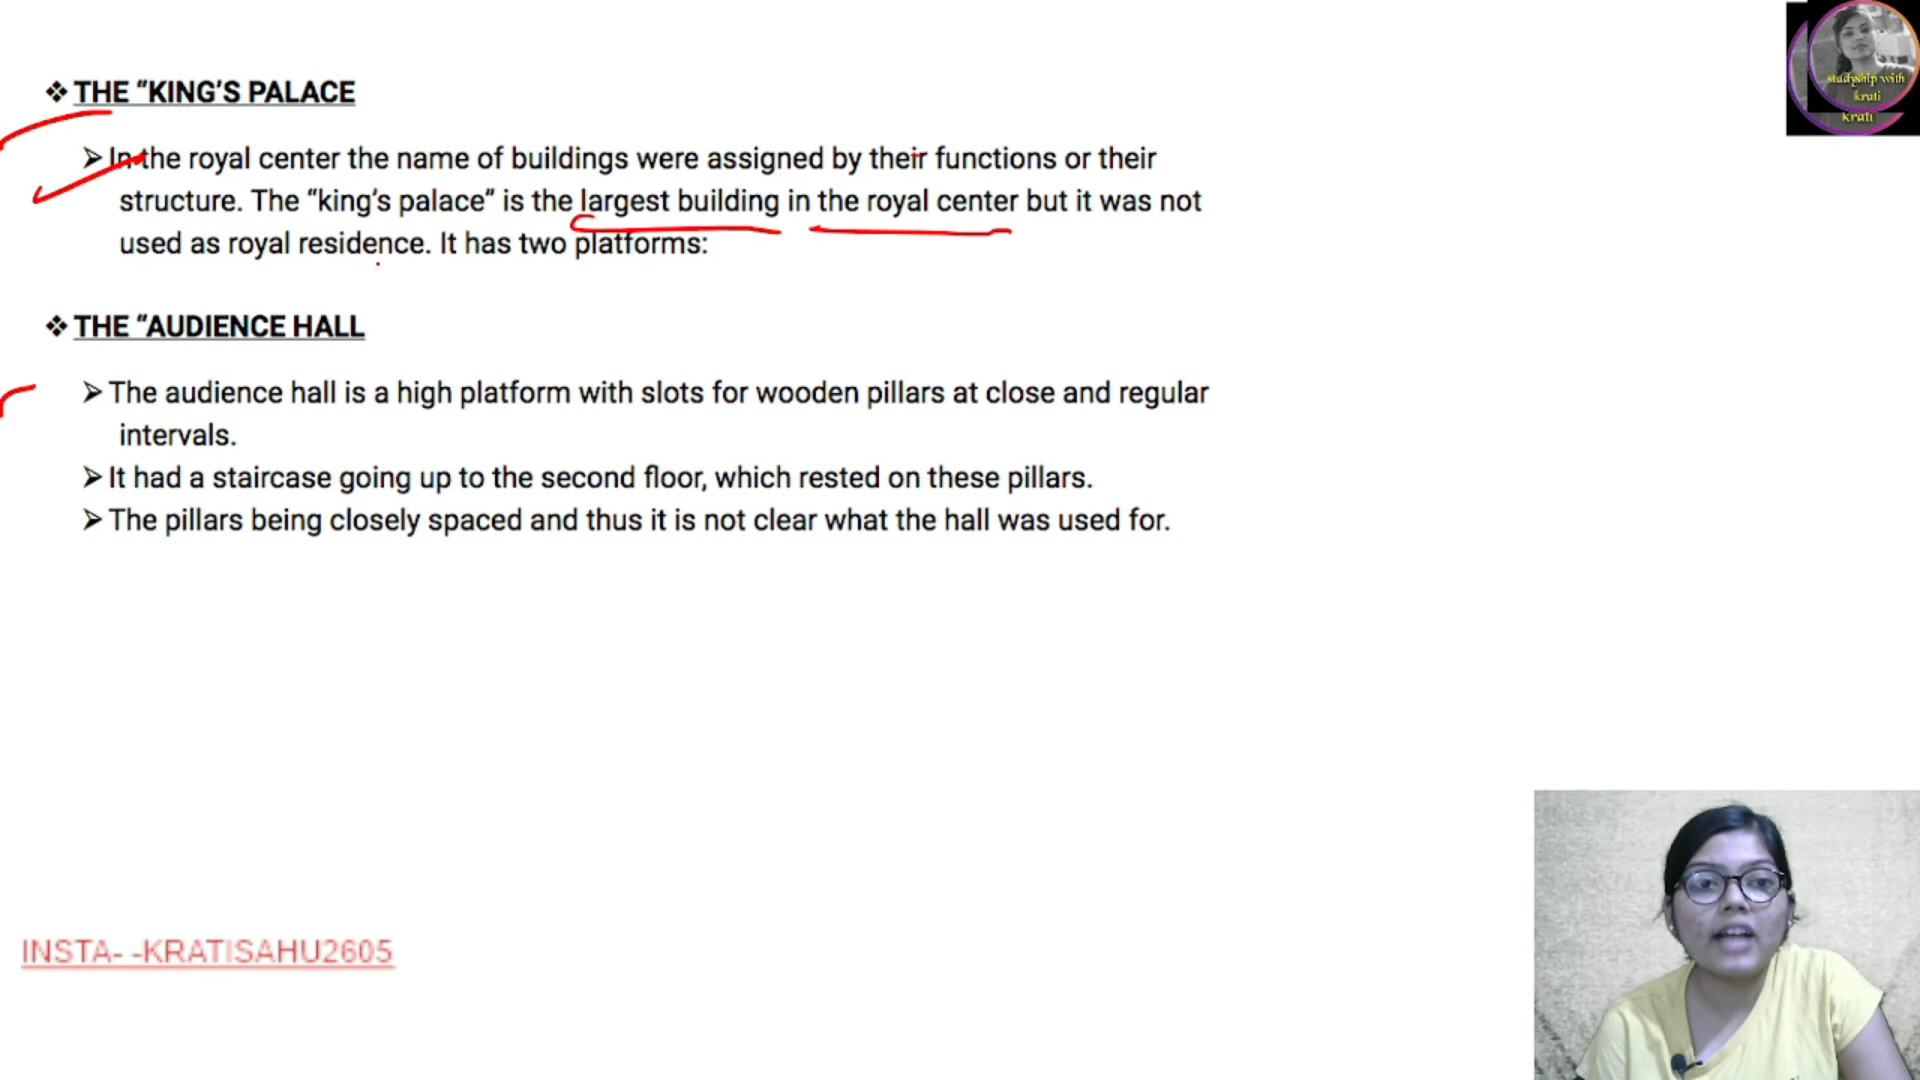 THE “KING’S PALACE
In the royal center the name of buildings were assigned by their functions or their
structure. The “king’s palace” is the largest building in the royal center but it was not
used as royal residence. It has two platforms:
THE “AUDIENCE HALL
The audience hall is a high platform with slots for wooden pillars at close and regular
intervals.
It had a staircase going up to the second floor, which rested on these pillars.
The pillars being closely spaced and thus it is not clear what the hall was used for.
INSTA- -KRATISAHU2605
studyship with
krati
krati